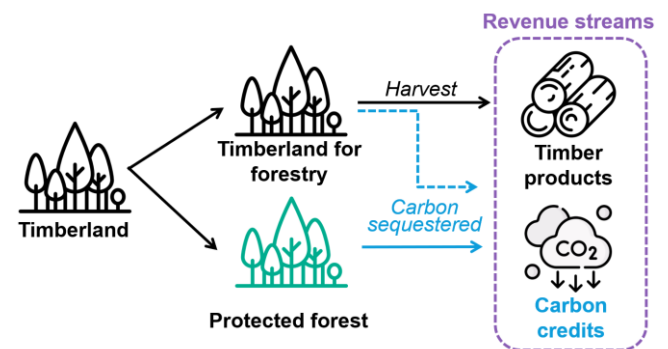 Revenue streams
Harvest
Timberland for
forestry
Timber
products
Timberland
Carbon
sequestered
CO2
Protected forest
Carbon
credits